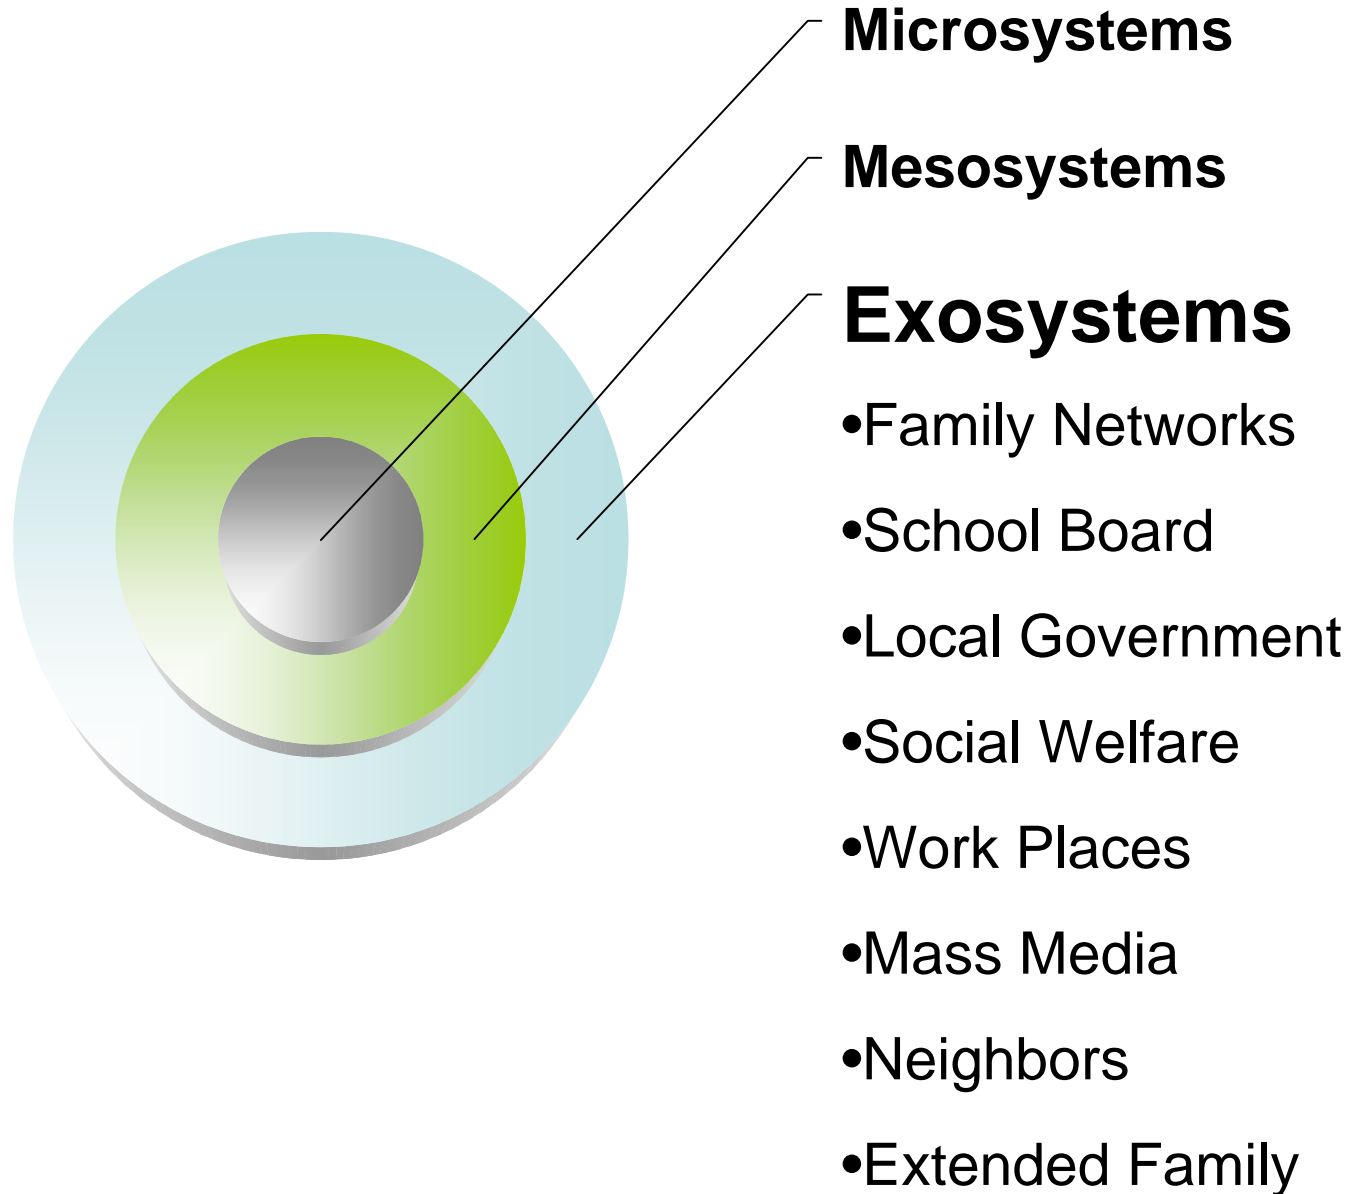 Microsystems
Mesosystems
Exosystems
•Family Networks
•School Board
•Local Government
•Social Welfare
•Work Places
•Mass Media
•Neighbors
•Extended Family